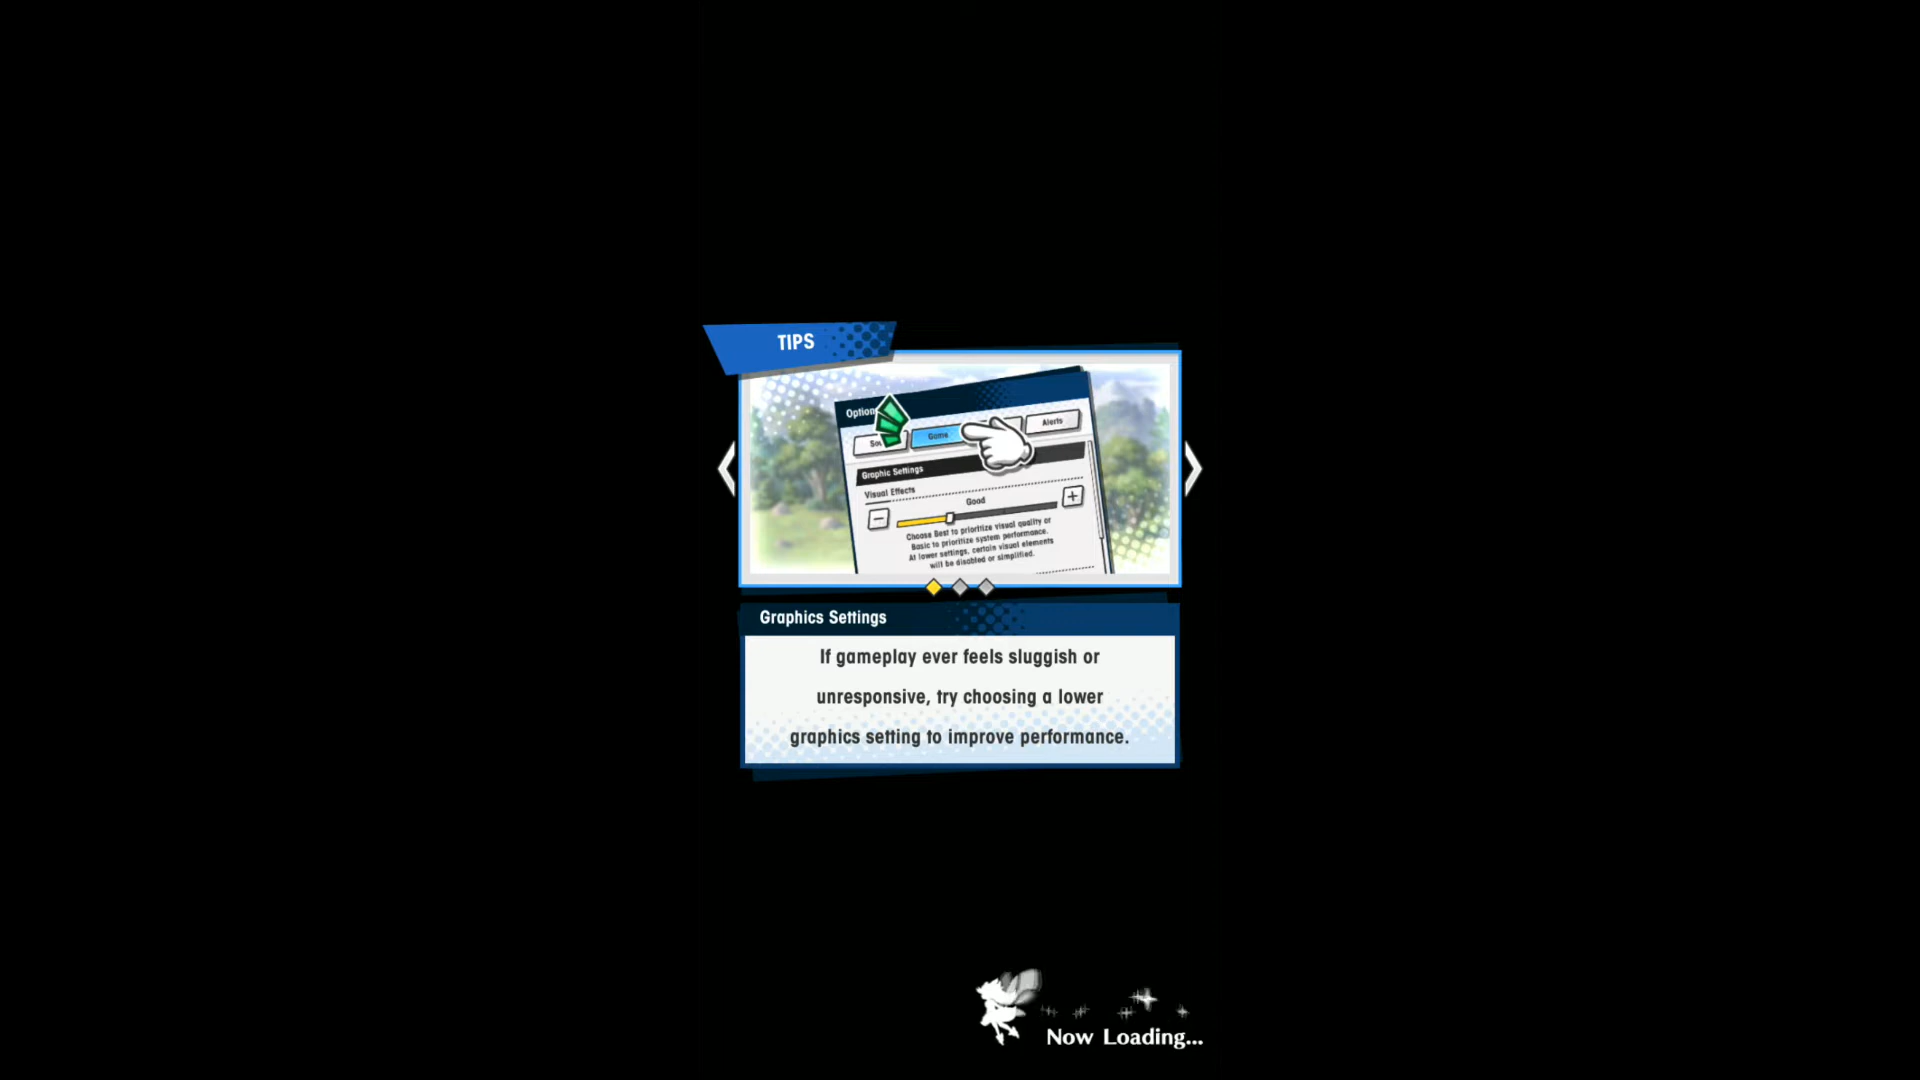 TIPS
Option
Game
Alerts
Graphic Settings
Visual Effects
Good
Choose Best to prioritize visual quality or
Basic to prioritize system performance.
At lower settings, certain visual elements
will be disabled or simplified.
Graphics Settings
If gameplay ever feels sluggish or
unresponsive, try choosing a lower
graphics setting to improve performance.
Now Loading...